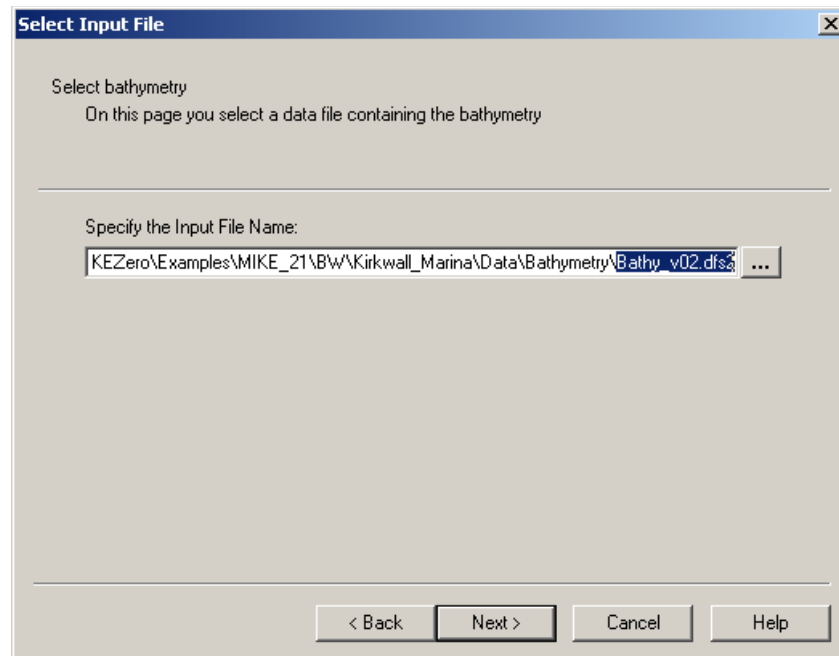 Select Input File
Select bathymetry
On this page you select a data file containing the bathymetry
Specify the Input File Name:
KEZero\Examples\MIKE_21\BW\Kirkwall_Marina\Data\Bathymetry\Bathy_v02.dfs2
...
< Back Next > Cancel Help